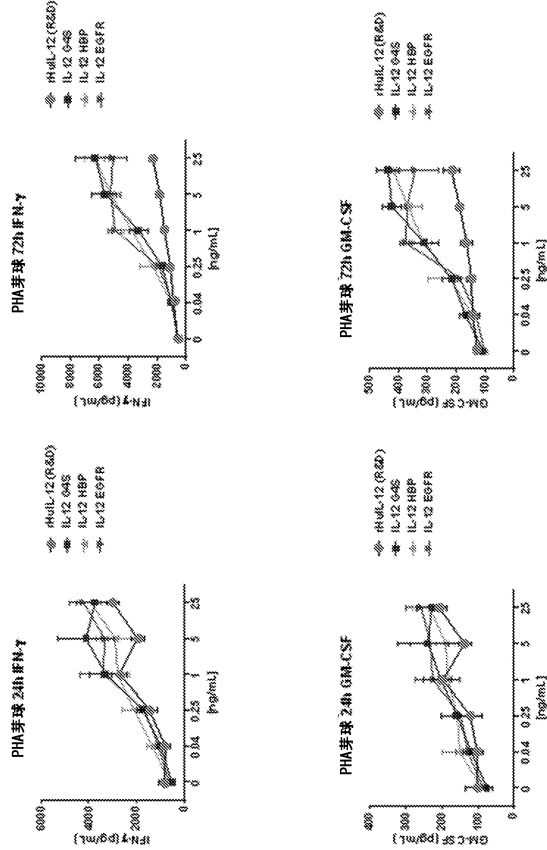 PHA芽球 24h IFN-γ
6000
4000
2000
0
IFN-γ (pg/mL)
0
0.04
0.25
1
5
25
[ng/mL]
rHuIL-12 (R&D)
IL-12 G4S
IL-12 HBP
IL-12 EGFR
PHA芽球 72h IFN-γ
10000
8000
6000
4000
2000
0
IFN-γ (pg/mL)
0
0.04
0.25
1
5
25
[ng/mL]
rHuIL-12 (R&D)
IL-12 G4S
IL-12 HBP
IL-12 EGFR
PHA芽球 24h GM-CSF
400
300
200
100
0
GM-CSF (pg/mL)
0
0.04
0.25
1
5
25
[ng/mL]
rHuIL-12 (R&D)
IL-12 G4S
IL-12 HBP
IL-12 EGFR
PHA芽球 72h GM-CSF
500
400
300
200
100
0
GM-CSF (pg/mL)
0
0.04
0.25
1
5
25
[ng/mL]
rHuIL-12 (R&D)
IL-12 G4S
IL-12 HBP
IL-12 EGFR